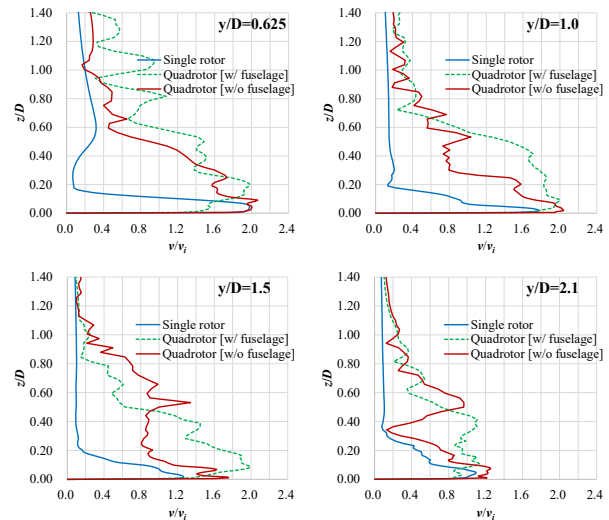 y/D=0.625
Single rotor
Quadrotor [w/ fuselage]
Quadrotor [w/o fuselage]
1.40
1.20
1.00
0.80
0.60
0.40
0.20
0.00
z/D
0.0 0.4 0.8 1.2 1.6 2.0 2.4
v/vi
y/D=1.0
Single rotor
Quadrotor [w/ fuselage]
Quadrotor [w/o fuselage]
1.40
1.20
1.00
0.80
0.60
0.40
0.20
0.00
z/D
0.0 0.4 0.8 1.2 1.6 2.0 2.4
v/vi
y/D=1.5
Single rotor
Quadrotor [w/ fuselage]
Quadrotor [w/o fuselage]
1.40
1.20
1.00
0.80
0.60
0.40
0.20
0.00
z/D
0.0 0.4 0.8 1.2 1.6 2.0 2.4
v/vi
y/D=2.1
Single rotor
Quadrotor [w/ fuselage]
Quadrotor [w/o fuselage]
1.40
1.20
1.00
0.80
0.60
0.40
0.20
0.00
z/D
0.0 0.4 0.8 1.2 1.6 2.0 2.4
v/vi